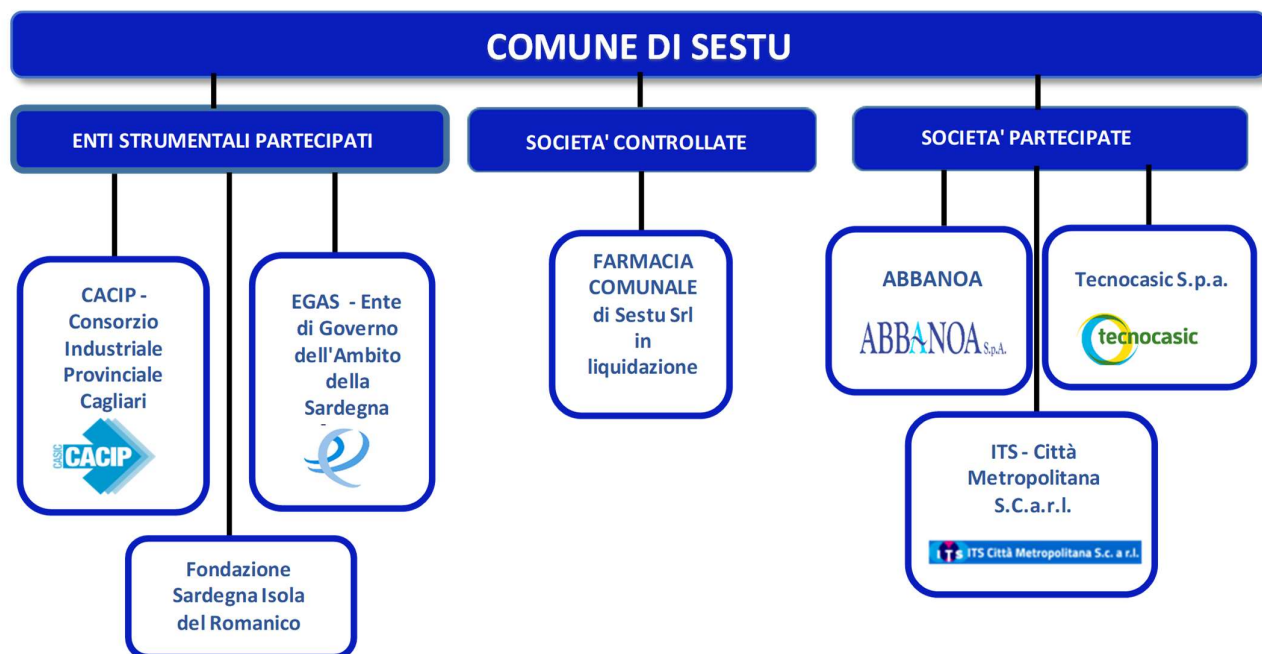 COMUNE DI SESTU
ENTI STRUMENTALI PARTECIPATI
SOCIETA' CONTROLLATE
SOCIETA' PARTECIPATE
CACIP -
Consorzio
Industriale
Provinciale
Cagliari
CASIC
CACIP
EGAS - Ente
di Governo
dell'Ambito
della
Sardegna
Fondazione
Sardegna Isola
del Romanico
FARMACIA
COMUNALE
di Sestu Srl
in
liquidazione
ABBANOA
ABBANOA S.p.A.
Tecnocasic S.p.a.
tecnocasic
ITS - Città
Metropolitana
S.C.a.r.l.
ITS ITS Città Metropolitana S.c. a r.l.